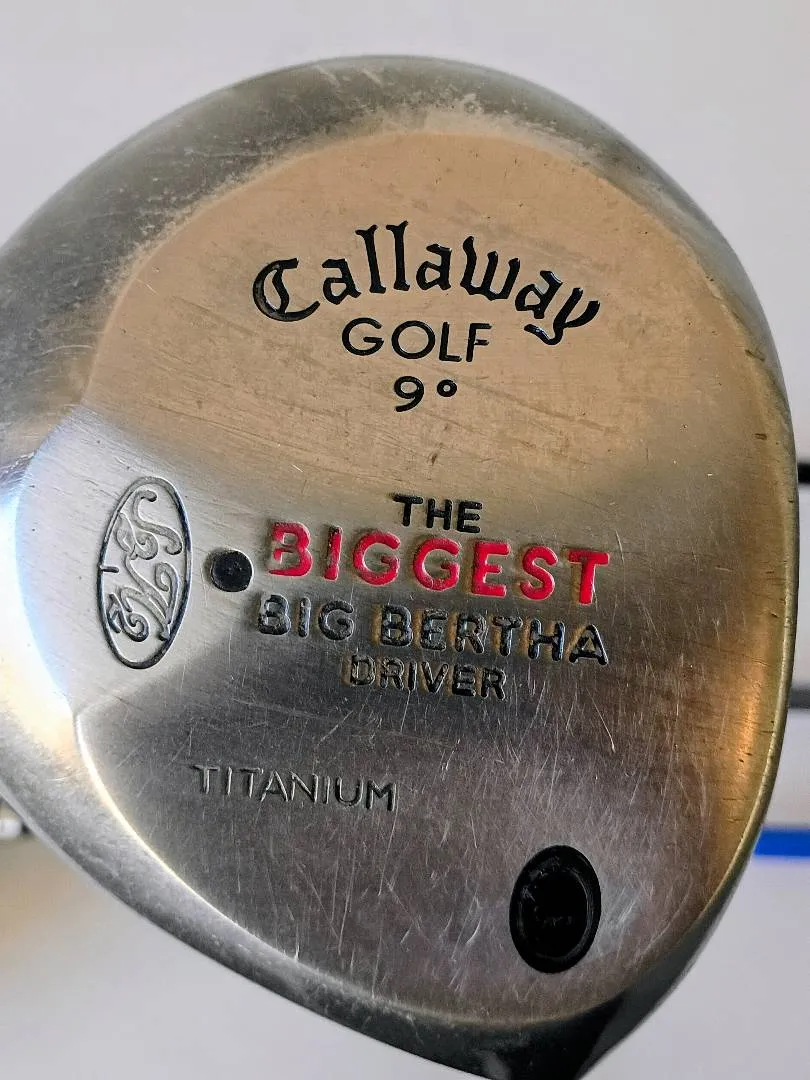 Callaway
GOLF
9°
THE
BIGGEST
BIG BERTHA
DRIVER
TITANIUM